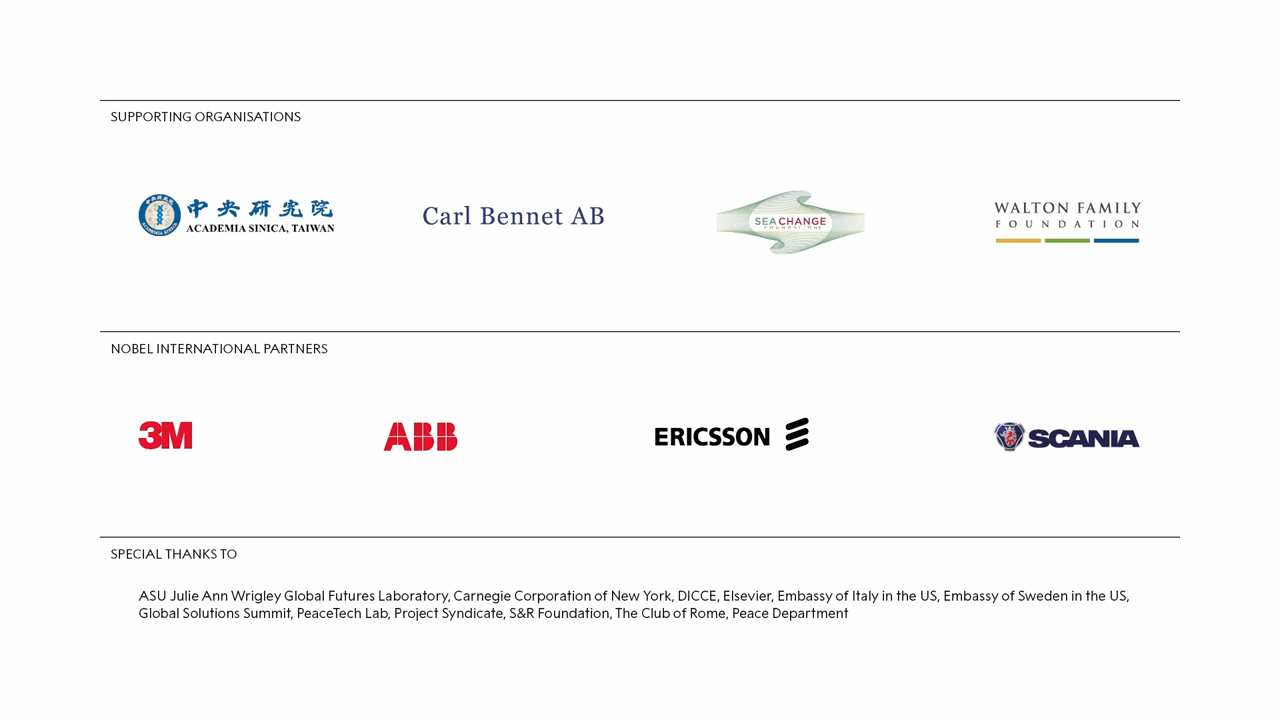 SUPPORTING ORGANISATIONS
中央研究院
ACADEMIA SINICA, TAIWAN
Carl Bennet AB
SEACHANGE
FOUNDATION
WALTON FAMILY
FOUNDATION
NOBEL INTERNATIONAL PARTNERS
3M
ABB
ERICSSON
SCANIA
SPECIAL THANKS TO
ASU Julie Ann Wrigley Global Futures Laboratory, Carnegie Corporation of New York, DICCE, Elsevier, Embassy of Italy in the US, Embassy of Sweden in the US,
Global Solutions Summit, PeaceTech Lab, Project Syndicate, S&R Foundation, The Club of Rome, Peace Department